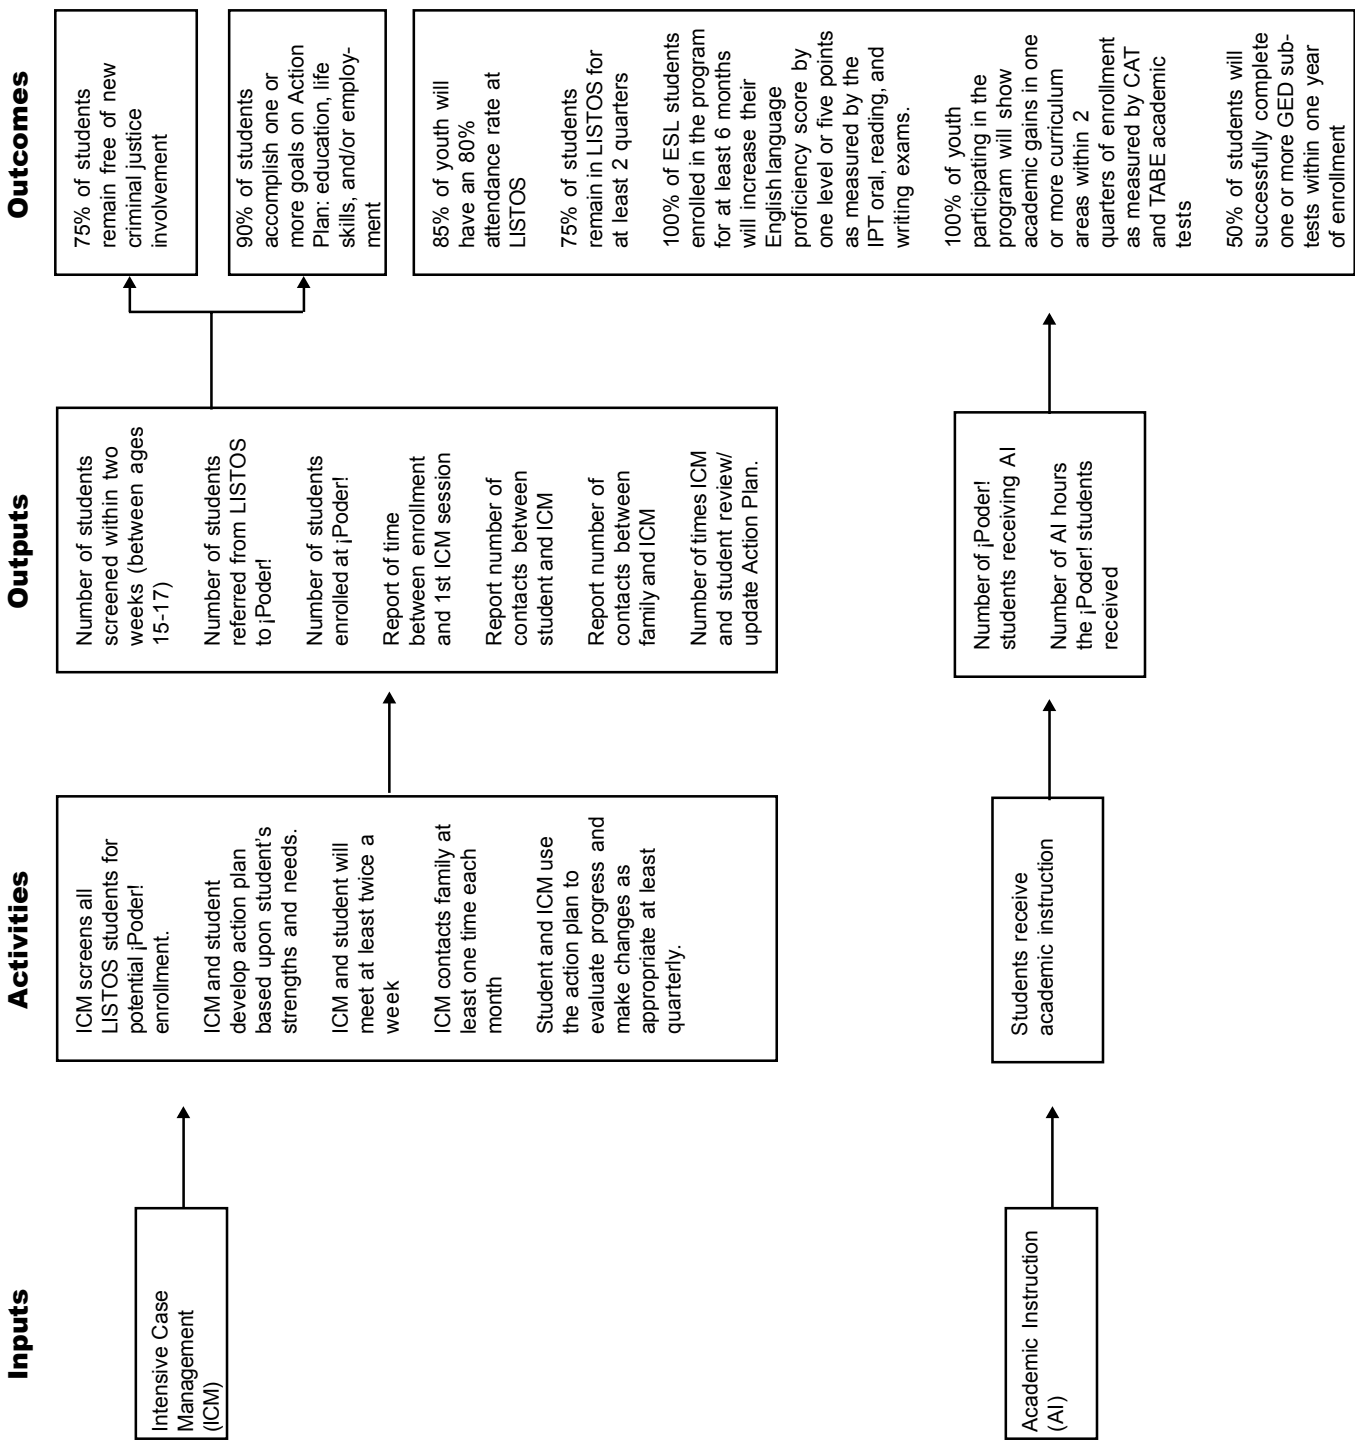 Inputs
Activities
Outputs
Outcomes
Intensive Case
Management
(ICM)
ICM screens all
LISTOS students for
potential ¡Poder!
enrollment.
ICM and student
develop action plan
based upon student's
strengths and needs.
ICM and student will
meet at least twice a
week
ICM contacts family at
least one time each
month
Student and ICM use
the action plan to
evaluate progress and
make changes as
appropriate at least
quarterly.
Number of students
screened within two
weeks (between ages
15-17)
Number of students
referred from LISTOS
to ¡Poder!
Number of students
enrolled at ¡Poder!
Report of time
between enrollment
and 1st ICM session
Report number of
contacts between
student and ICM
Report number of
contacts between
family and ICM
Number of times ICM
and student review/
update Action Plan.
75% of students
remain free of new
criminal justice
involvement
90% of students
accomplish one or
more goals on Action
Plan: education, life
skills, and/or employ-
ment
Academic Instruction
(AI)
Students receive
academic instruction
Number of ¡Poder!
students receiving AI
Number of AI hours
the ¡Poder! students
received
85% of youth will
have an 80%
attendance rate at
LISTOS
75% of students
remain in LISTOS for
at least 2 quarters
100% of ESL students
enrolled in the program
for at least 6 months
will increase their
English language
proficiency score by
one level or five points
as measured by the
IPT oral, reading, and
writing exams.
100% of youth
participating in the
program will show
academic gains in one
or more curriculum
areas within 2
quarters of enrollment
as measured by CAT
and TABE academic
tests
50% of students will
successfully complete
one or more GED sub-
tests within one year
of enrollment